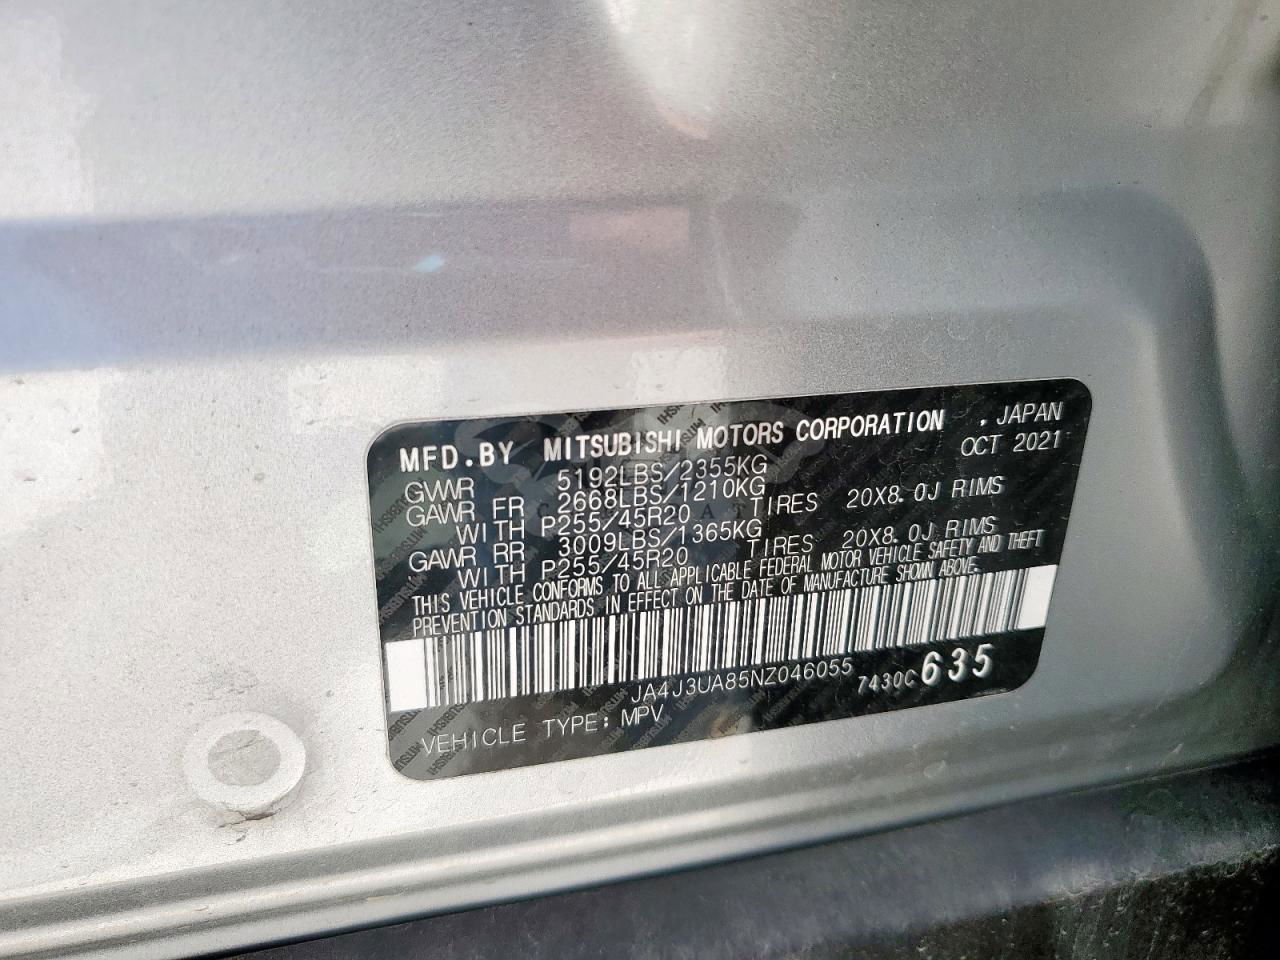 MFD.BY MITSUBISHI MOTORS CORPORATION , JAPAN
GVWR 5192LBS/2355KG OCT 2021
GAWR FR 2668LBS/1210KG
WITH P255/45R20 TIRES 20X8.0J RIMS
GAWR RR 3009LBS/1365KG
WITH P255/45R20 TIRES 20X8.0J RIMS
THIS VEHICLE CONFORMS TO ALL APPLICABLE FEDERAL MOTOR VEHICLE SAFETY AND THEFT
PREVENTION STANDARDS IN EFFECT ON THE DATE OF MANUFACTURE SHOWN ABOVE.
JA4J3UA85NZ046055 7430C 635
VEHICLE TYPE: MPV